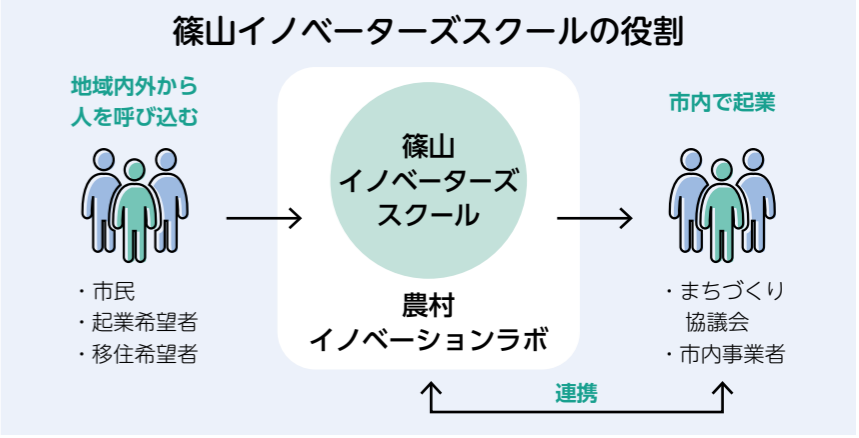 篠山イノベーターズスクールの役割
地域内外から
人を呼び込む
・市民
・起業希望者
・移住希望者
篠山
イノベーターズ
スクール
農村
イノベーションラボ
市内で起業
・まちづくり
協議会
・市内事業者
連携